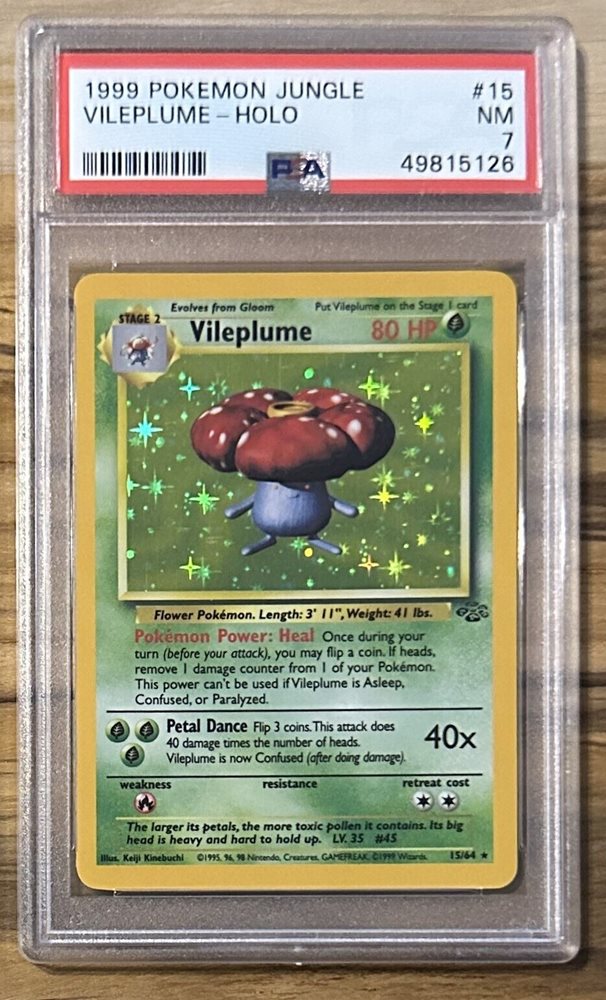 1999 POKEMON JUNGLE #15
VILEPLUME - HOLO NM
7
PSA 49815126
Evolves from Gloom Put Vileplume on the Stage 1 card
STAGE 2
Vileplume 80 HP
Flower Pokémon. Length: 3' 11", Weight: 41 lbs.
Pokémon Power: Heal Once during your
turn (before your attack), you may flip a coin. If heads,
remove 1 damage counter from 1 of your Pokémon.
This power can't be used if Vileplume is Asleep,
Confused, or Paralyzed.
Petal Dance Flip 3 coins. This attack does
40 damage times the number of heads.
Vileplume is now Confused (after doing damage).
40x
weakness resistance retreat cost
The larger its petals, the more toxic pollen it contains. Its big
head is heavy and hard to hold up. LV. 35 #45
Illus. Keiji Kinebuchi ©1995, 96, 98 Nintendo, Creatures, GAMEFREAK. ©1999 Wizards. 15/64 ★